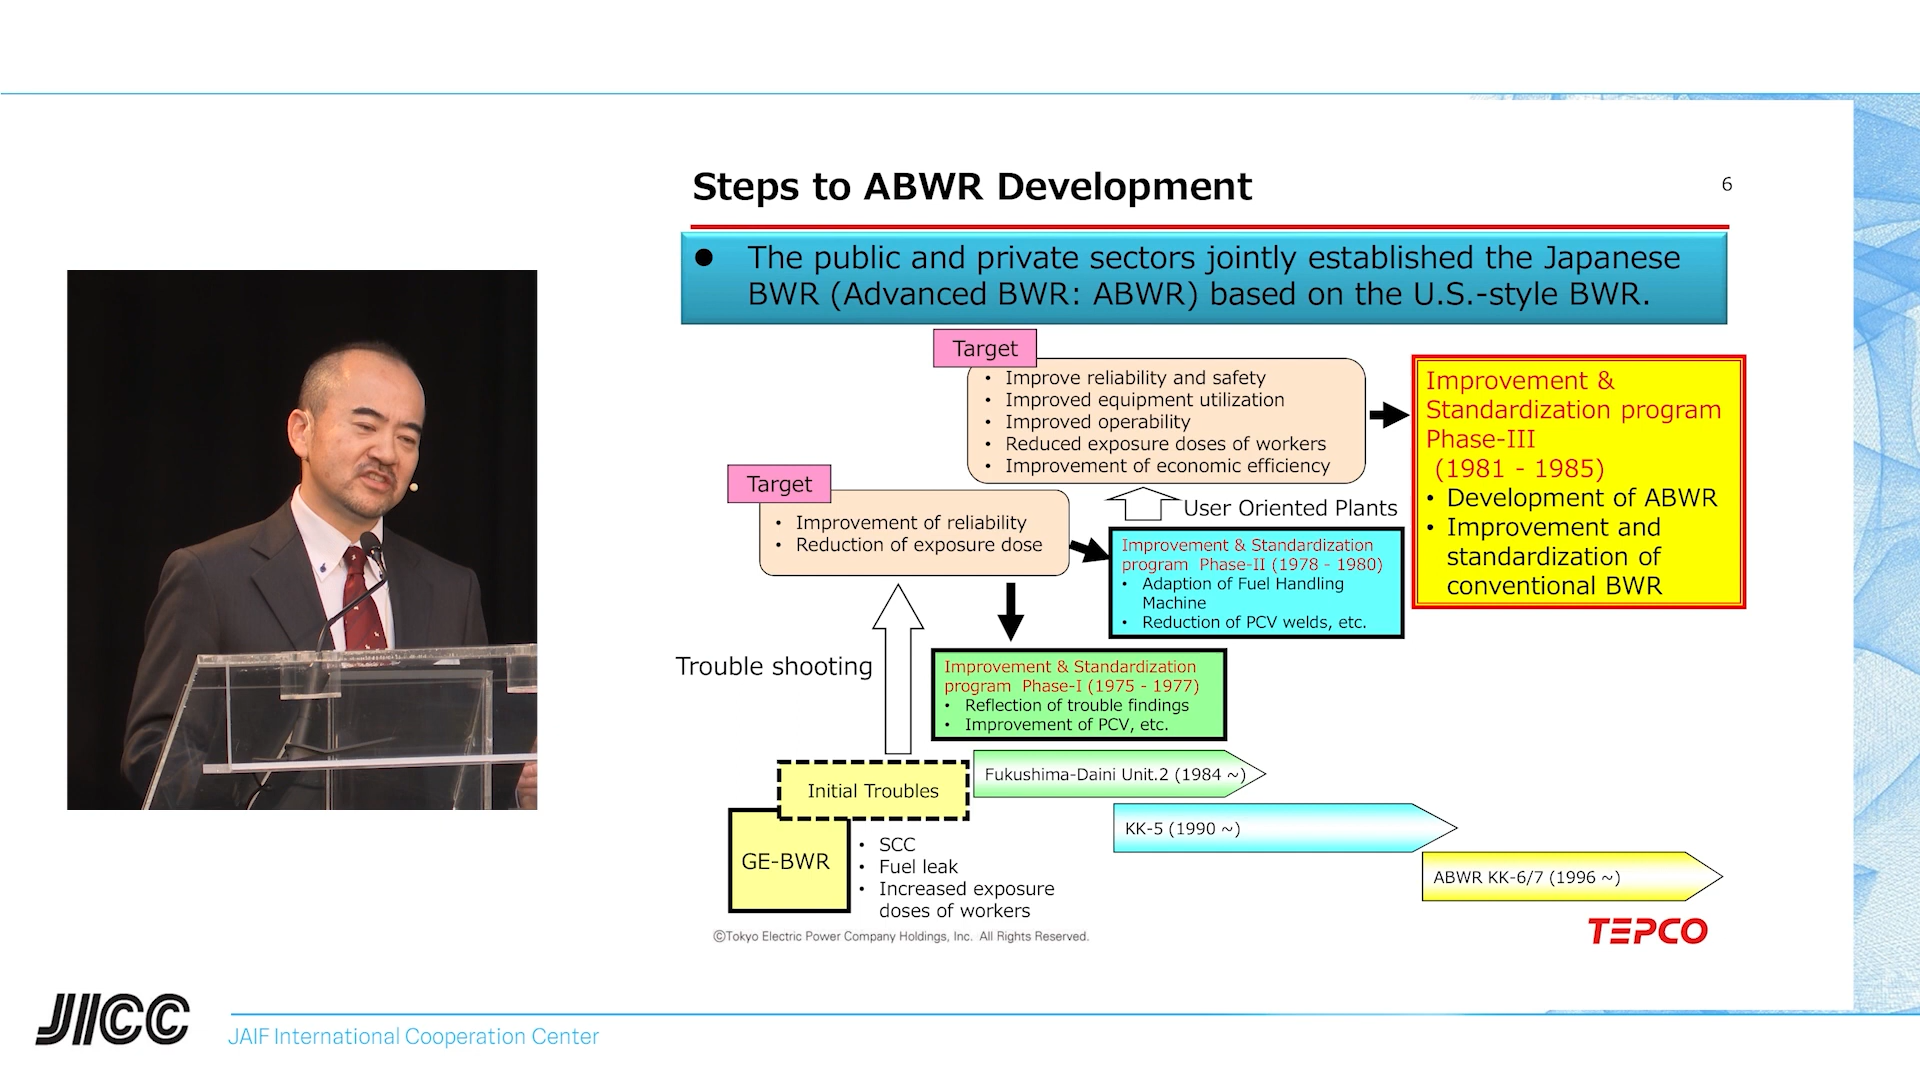 Steps to ABWR Development
6
● The public and private sectors jointly established the Japanese
BWR (Advanced BWR: ABWR) based on the U.S.-style BWR.
Target
• Improve reliability and safety
• Improved equipment utilization
• Improved operability
• Reduced exposure doses of workers
• Improvement of economic efficiency
Improvement &
Standardization program
Phase-III
(1981 - 1985)
• Development of ABWR
• Improvement and
standardization of
conventional BWR
Target
• Improvement of reliability
• Reduction of exposure dose
User Oriented Plants
Improvement & Standardization
program Phase-II (1978 - 1980)
• Adaption of Fuel Handling
Machine
• Reduction of PCV welds, etc.
Trouble shooting
Improvement & Standardization
program Phase-I (1975 - 1977)
• Reflection of trouble findings
• Improvement of PCV, etc.
Initial Troubles
Fukushima-Daini Unit.2 (1984 ~)
KK-5 (1990 ~)
GE-BWR
• SCC
• Fuel leak
• Increased exposure
doses of workers
ABWR KK-6/7 (1996 ~)
TEPCO
©Tokyo Electric Power Company Holdings, Inc. All Rights Reserved.
JICC
JAIF International Cooperation Center